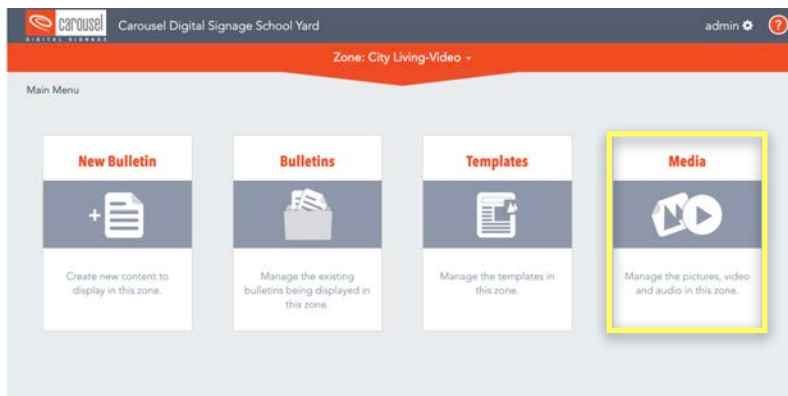 carousel
DIGITAL SIGNAGE
Carousel Digital Signage School Yard
admin
?
Zone: City Living-Video
Main Menu
New Bulletin
Bulletins
Templates
Media
Create new content to
display in this zone.
Manage the existing
bulletins being displayed in
this zone.
Manage the templates in
this zone.
Manage the pictures, video
and audio in this zone.